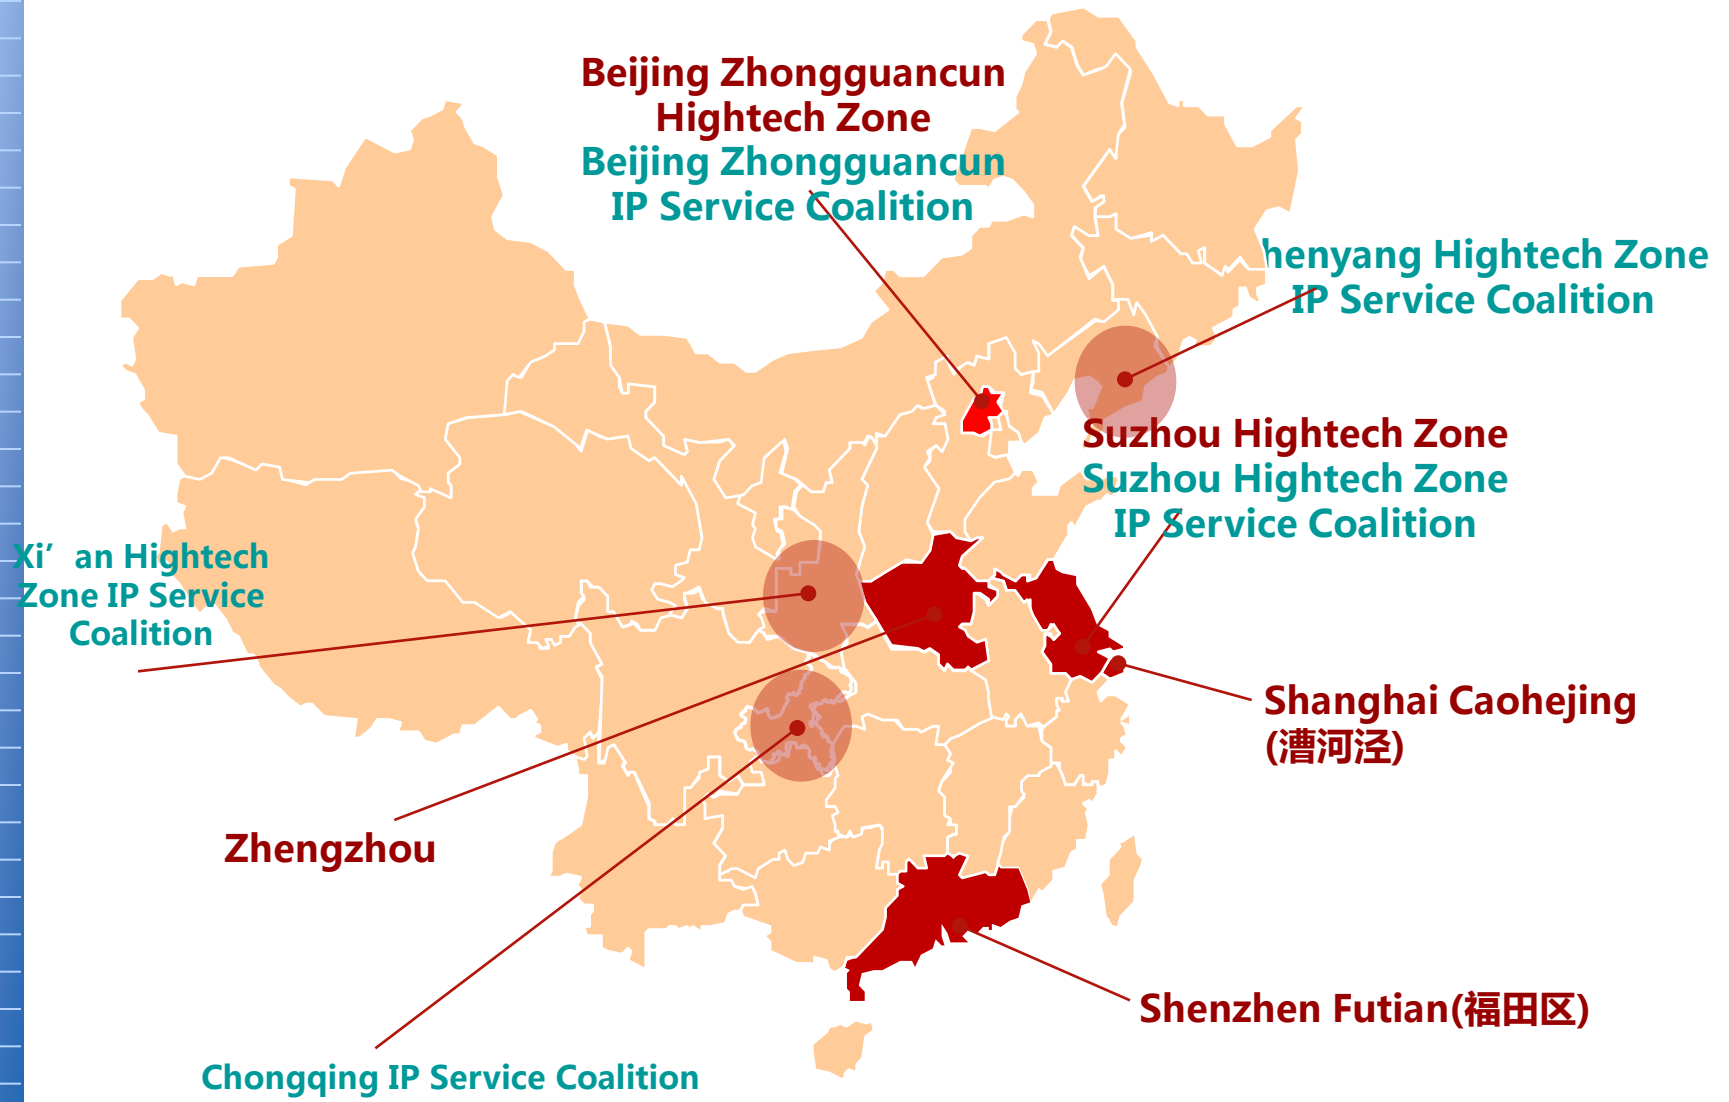 Beijing Zhongguancun
Hightech Zone
Beijing Zhongguancun
IP Service Coalition
henyang Hightech Zone
IP Service Coalition
Suzhou Hightech Zone
Suzhou Hightech Zone
IP Service Coalition
Xi’an Hightech
Zone IP Service
Coalition
Shanghai Caohejing
(漕河泾)
Zhengzhou
Shenzhen Futian(福田区)
Chongqing IP Service Coalition